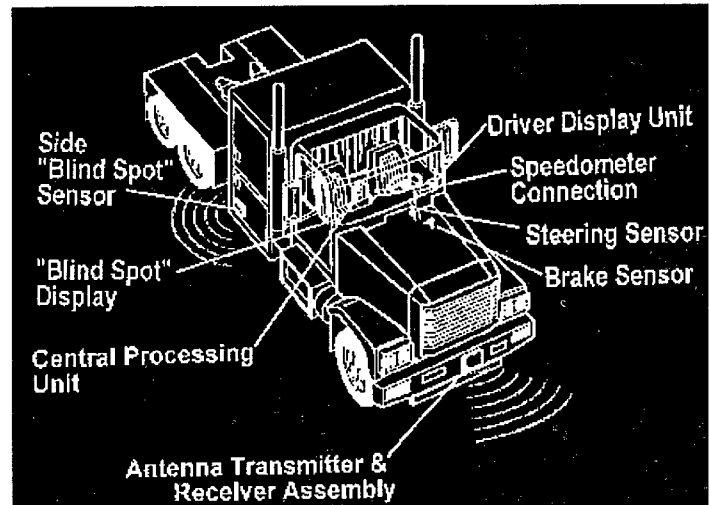 Side
"Blind Spot"
Sensor
"Blind Spot"
Display
Central Processing
Unit
Antenna Transmitter &
Receiver Assembly
Driver Display Unit
Speedometer
Connection
Steering Sensor
Brake Sensor